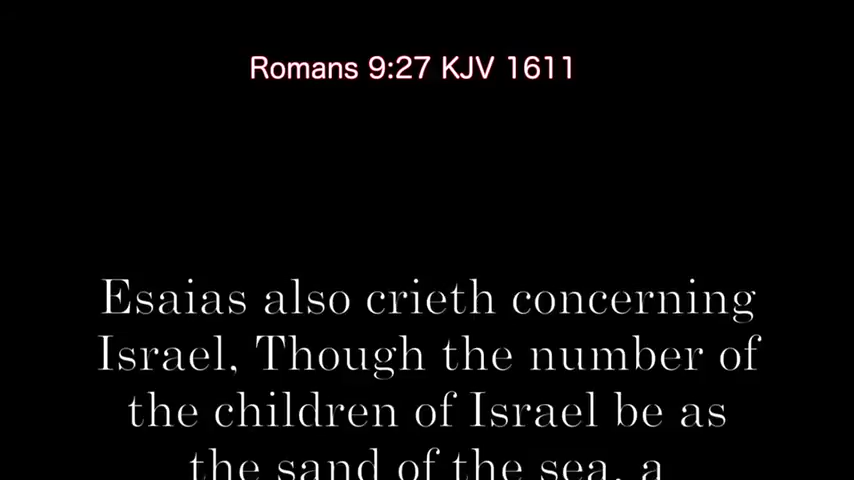 Romans 9:27 KJV 1611
Esaias also crieth concerning
Israel, Though the number of
the children of Israel be as
the sand of the sea, a